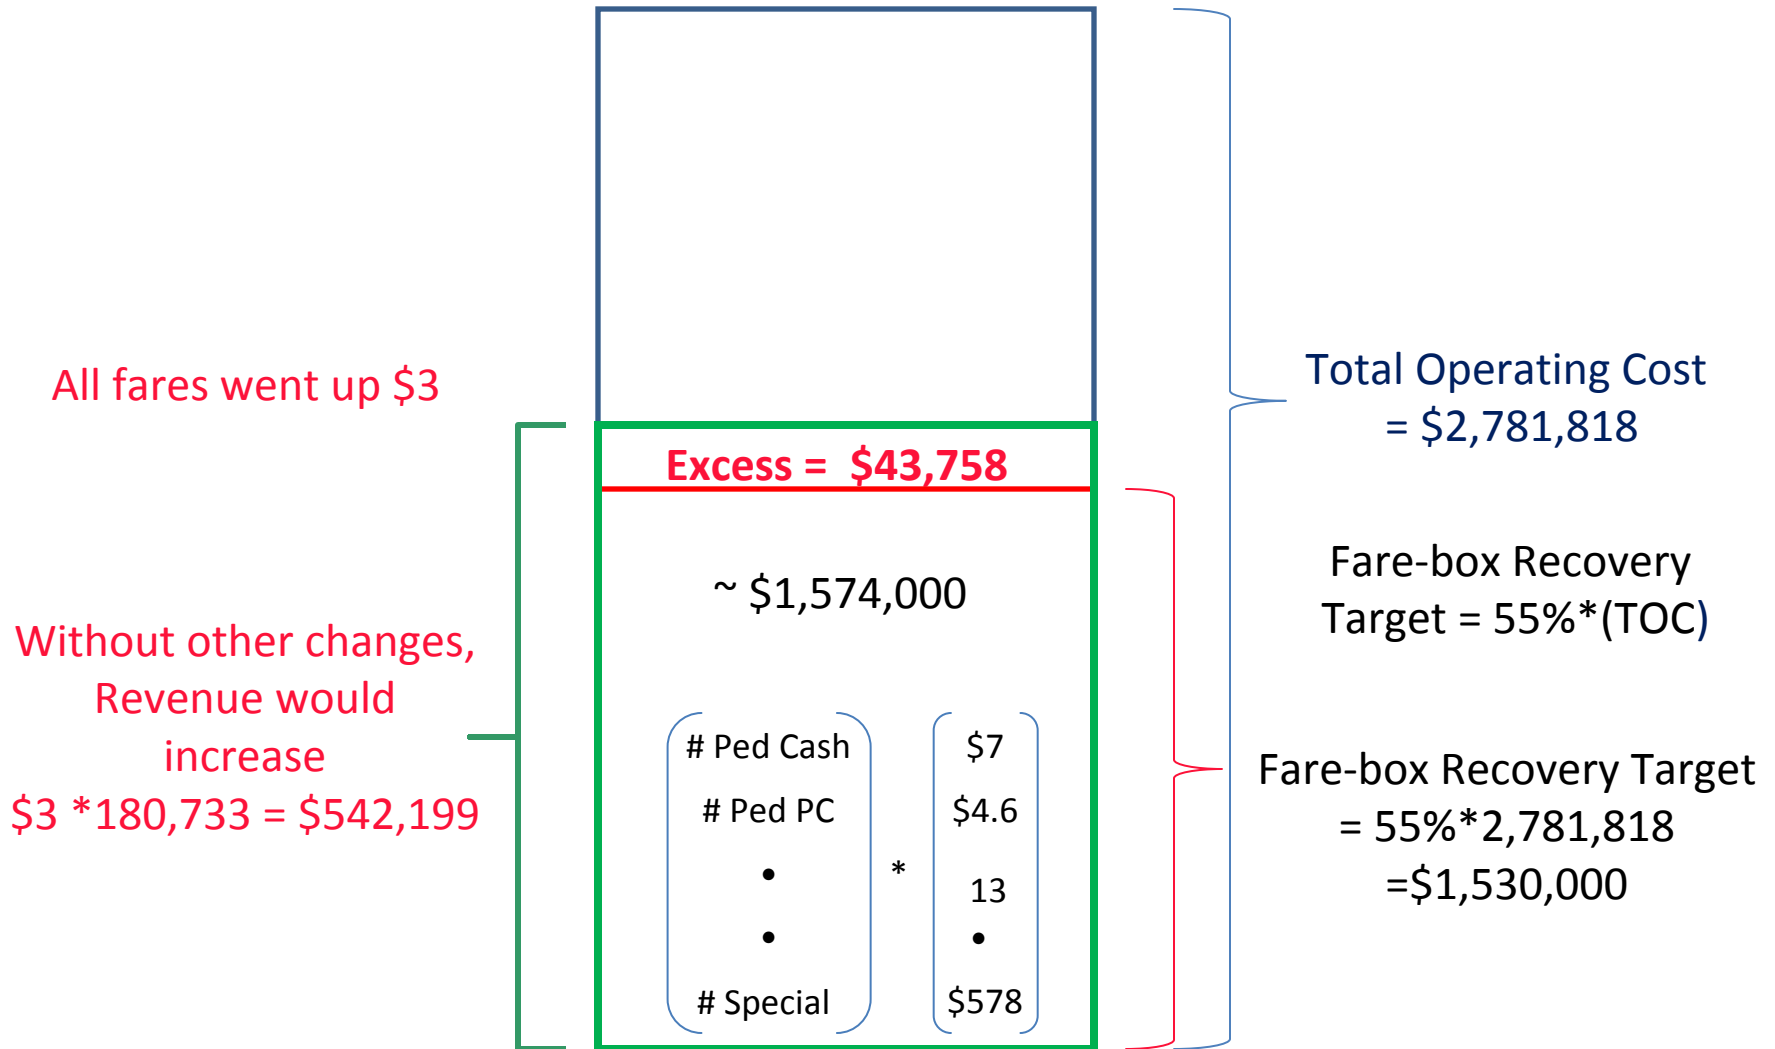 All fares went up $3
Without other changes,
Revenue would
increase
$3 *180,733 = $542,199
Excess =  $43,758
~ $1,574,000
# Ped Cash
# Ped PC
•
•
# Special
*
$7
$4.6
13
•
$578
Total Operating Cost
= $2,781,818
Fare-box Recovery
Target = 55%*(TOC)
Fare-box Recovery Target
= 55%*2,781,818
=$1,530,000